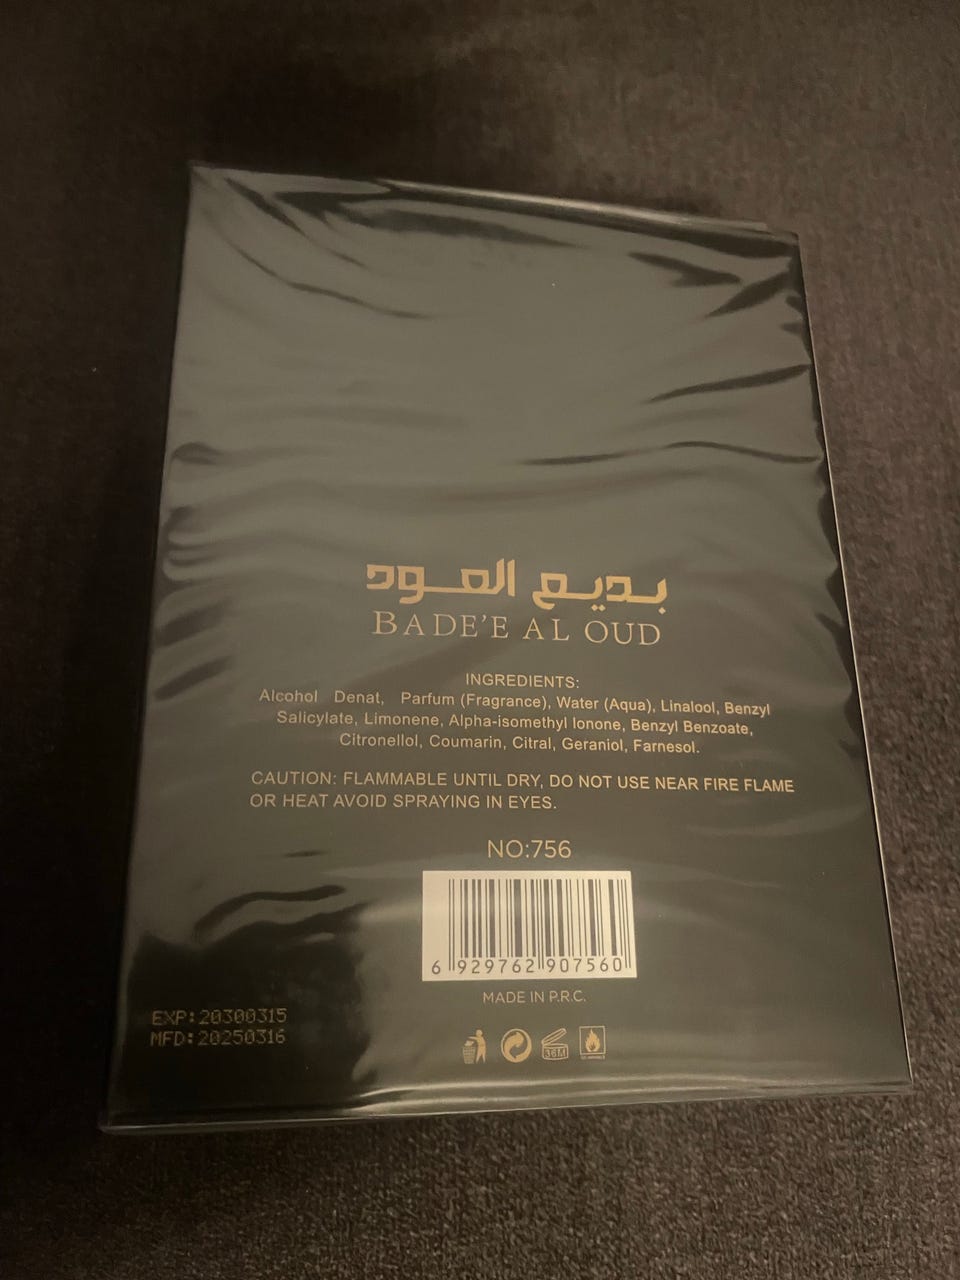 بديع العود
BADE'E AL OUD
INGREDIENTS:
Alcohol Denat, Parfum (Fragrance), Water (Aqua), Linalool, Benzyl
Salicylate, Limonene, Alpha-isomethyl Ionone, Benzyl Benzoate,
Citronellol, Coumarin, Citral, Geraniol, Farnesol.
CAUTION: FLAMMABLE UNTIL DRY, DO NOT USE NEAR FIRE FLAME
OR HEAT AVOID SPRAYING IN EYES.
NO:756
6 929762 907560
MADE IN P.R.C.
EXP:20300315
MFD:20250316
36M